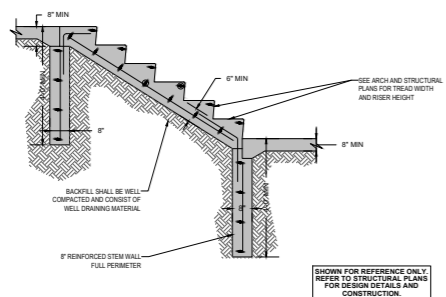 8" MIN
6" MIN
SEE ARCH AND STRUCTURAL
PLANS FOR TREAD WIDTH
AND RISER HEIGHT
8"
8" MIN
BACKFILL SHALL BE WELL
COMPACTED AND CONSIST OF
WELL DRAINING MATERIAL
8"
8" REINFORCED STEM WALL
FULL PERIMETER
SHOWN FOR REFERENCE ONLY.
REFER TO STRUCTURAL PLANS
FOR DESIGN DETAILS AND
CONSTRUCTION.